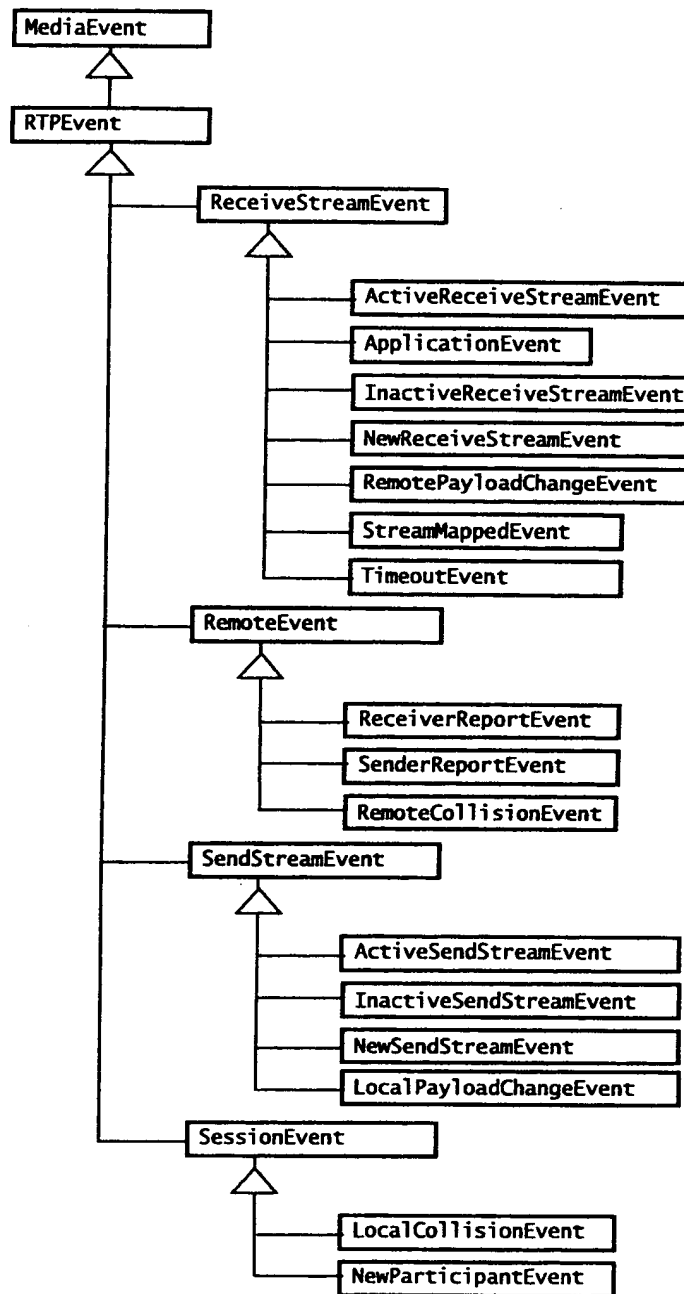 MediaEvent
RTPEvent
ReceiveStreamEvent
ActiveReceiveStreamEvent
ApplicationEvent
InactiveReceiveStreamEvent
NewReceiveStreamEvent
RemotePayloadChangeEvent
StreamMappedEvent
TimeoutEvent
RemoteEvent
ReceiverReportEvent
SenderReportEvent
RemoteCollisionEvent
SendStreamEvent
ActiveSendStreamEvent
InactiveSendStreamEvent
NewSendStreamEvent
LocalPayloadChangeEvent
SessionEvent
LocalCollisionEvent
NewParticipantEvent